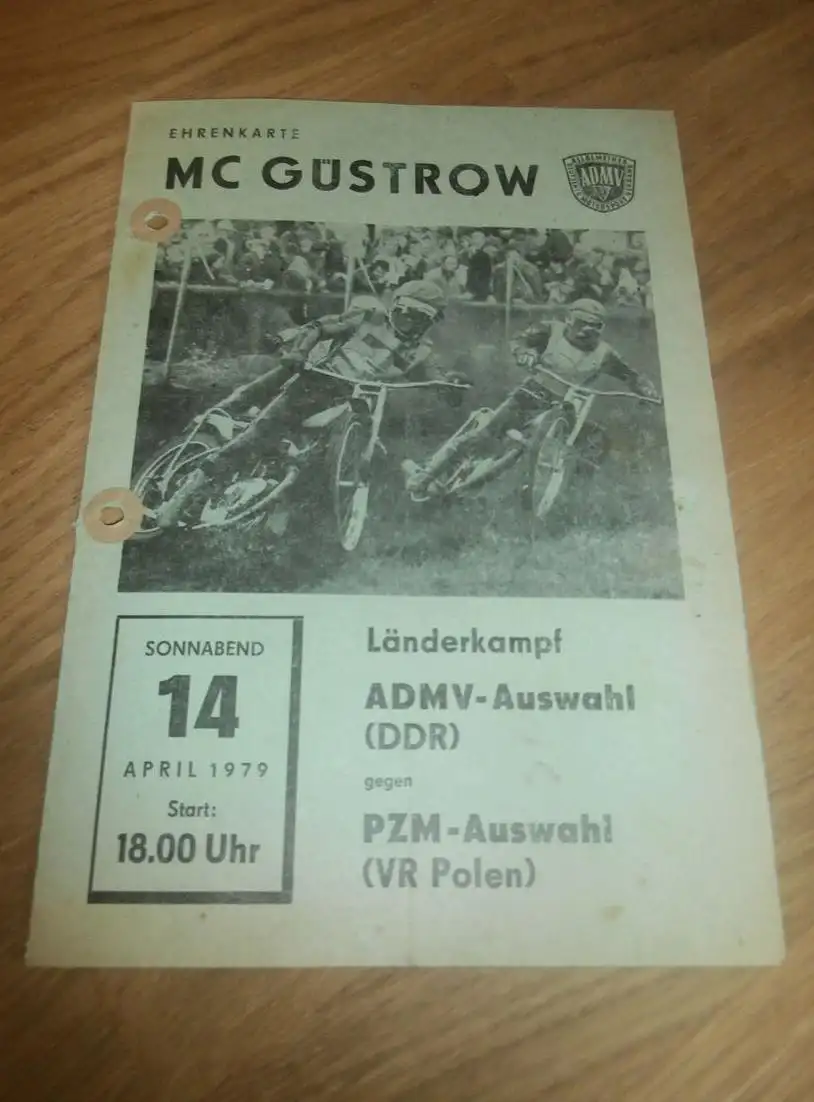 EHRENKARTE
MC GÜSTROW
ADMV
SONNABEND
14
APRIL 1979
Start:
18.00 Uhr
Länderkampf
ADMV-Auswahl
(DDR)
gegen
PZM-Auswahl
(VR Polen)